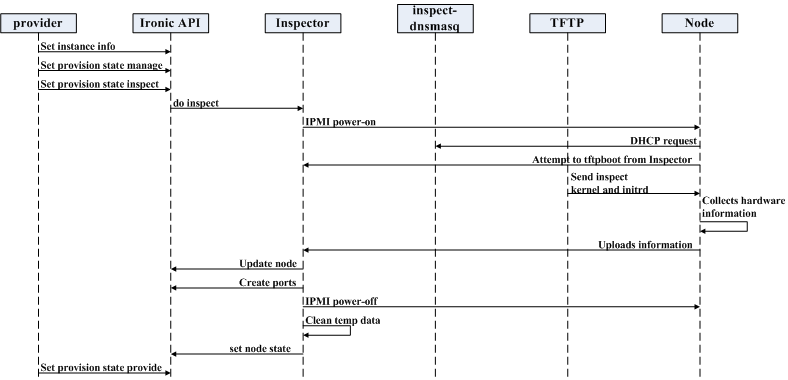 provider
Ironic API
Inspector
inspect-
dnsmasq
TFTP
Node
Set instance info
Set provision state manage
Set provision state inspect
do inspect
IPMI power-on
DHCP request
Attempt to tftpboot from Inspector
Send inspect
kernel and initrd
Collects hardware
information
Uploads information
Update node
Create ports
IPMI power-off
Clean temp data
set node state
Set provision state provide